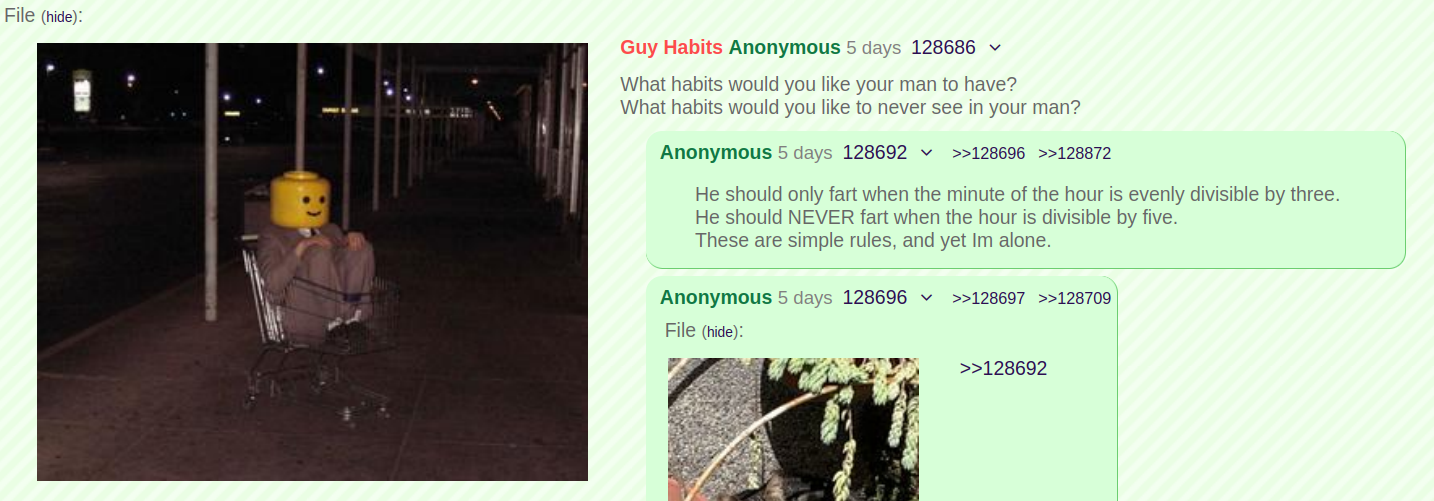 File (hide):
Guy Habits Anonymous 5 days 128686
What habits would you like your man to have?
What habits would you like to never see in your man?
Anonymous 5 days 128692 >>128696 >>128872
He should only fart when the minute of the hour is evenly divisible by three.
He should NEVER fart when the hour is divisible by five.
These are simple rules, and yet Im alone.
Anonymous 5 days 128696 >>128697 >>128709
File (hide):
>>128692